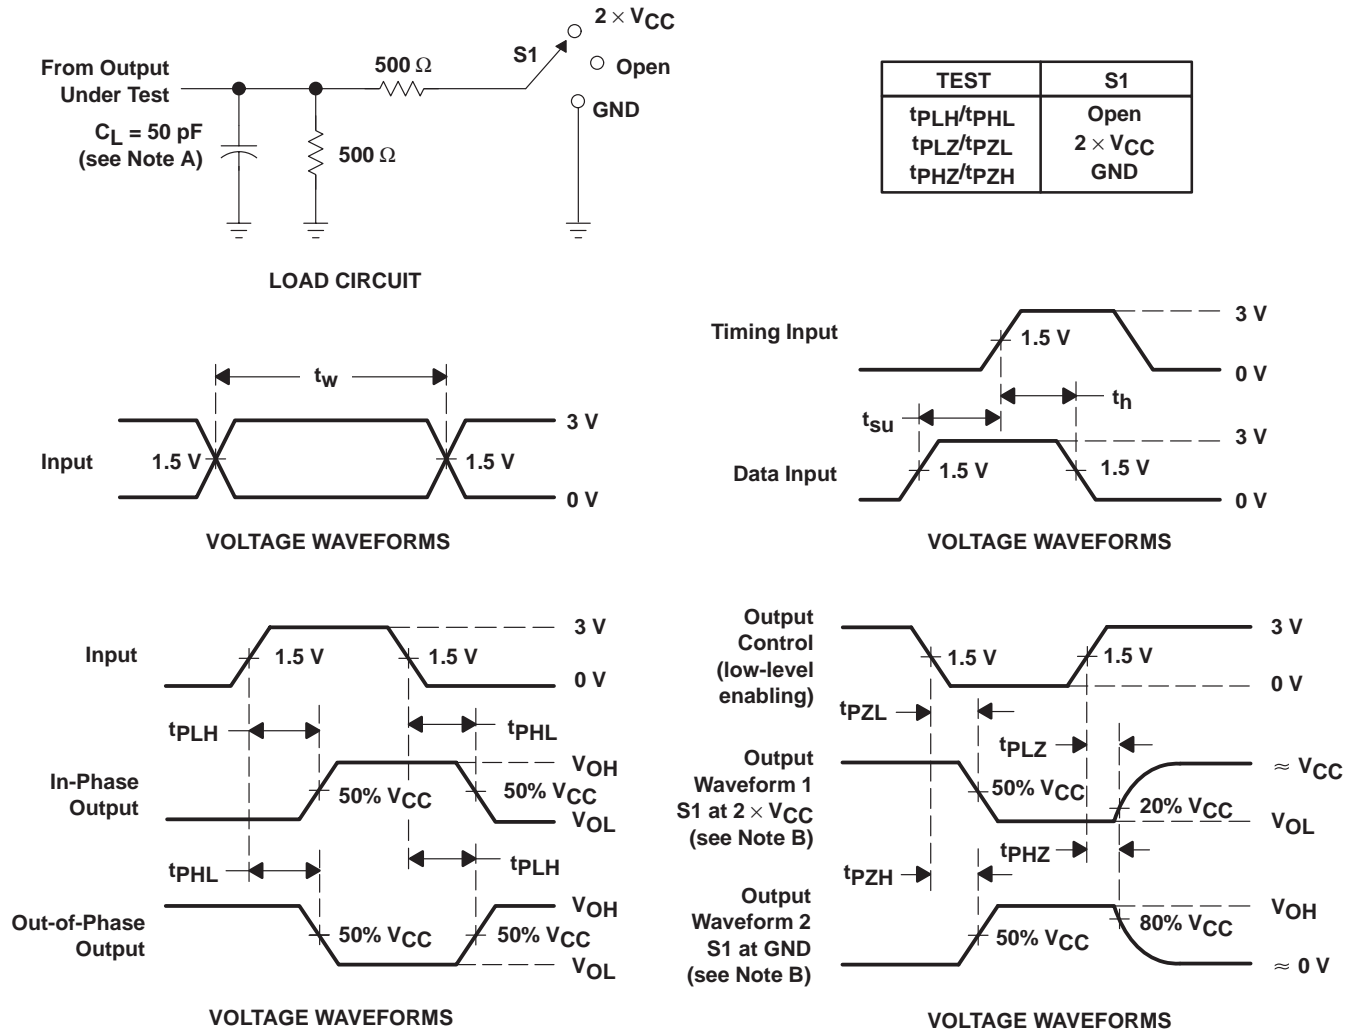 2 × VCC
S1
Open
GND
From Output
Under Test
500 Ω
CL = 50 pF
(see Note A)
500 Ω
LOAD CIRCUIT
TEST S1
tPLH/tPHL Open
tPLZ/tPZL 2 × VCC
tPHZ/tPZH GND
tw
Input
1.5 V
1.5 V
3 V
0 V
VOLTAGE WAVEFORMS
Timing Input
1.5 V
3 V
0 V
th
tsu
Data Input
1.5 V
1.5 V
3 V
0 V
VOLTAGE WAVEFORMS
Input
1.5 V
1.5 V
3 V
0 V
tPLH
tPHL
In-Phase
Output
50% VCC
50% VCC
VOH
VOL
tPHL
tPLH
Out-of-Phase
Output
50% VCC
50% VCC
VOH
VOL
VOLTAGE WAVEFORMS
Output
Control
(low-level
enabling)
1.5 V
1.5 V
3 V
0 V
tPZL
tPLZ
Output
Waveform 1
S1 at 2 × VCC
(see Note B)
50% VCC
20% VCC
≈ VCC
VOL
tPZH
tPHZ
Output
Waveform 2
S1 at GND
(see Note B)
50% VCC
80% VCC
VOH
≈ 0 V
VOLTAGE WAVEFORMS